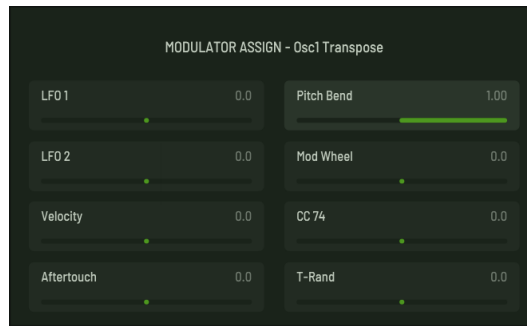 MODULATOR ASSIGN - Osc1 Transpose
LFO 1 0.0
Pitch Bend 1.00
LFO 2 0.0
Mod Wheel 0.0
Velocity 0.0
CC 74 0.0
Aftertouch 0.0
T-Rand 0.0